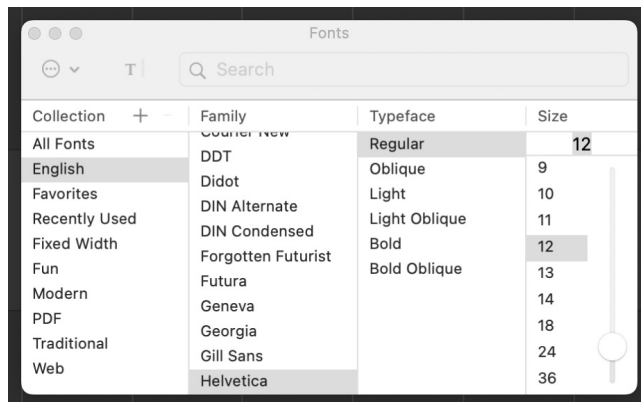 Fonts
T
Search
Collection + −
All Fonts
English
Favorites
Recently Used
Fixed Width
Fun
Modern
PDF
Traditional
Web
Family
Courier New
DDT
Didot
DIN Alternate
DIN Condensed
Forgotten Futurist
Futura
Geneva
Georgia
Gill Sans
Helvetica
Typeface
Regular
Oblique
Light
Light Oblique
Bold
Bold Oblique
Size
12
9
10
11
12
13
14
18
24
36